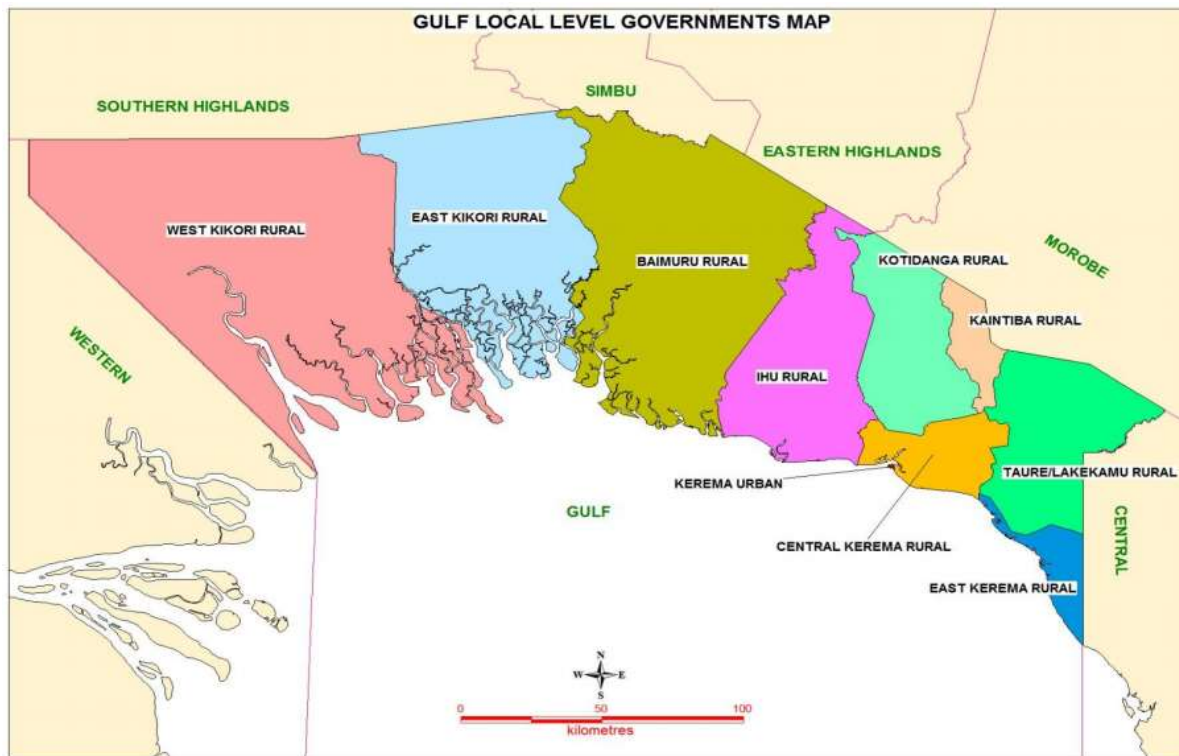 GULF LOCAL LEVEL GOVERNMENTS MAP
SIMBU
SOUTHERN HIGHLANDS
EASTERN HIGHLANDS
EAST KIKORI RURAL
WEST KIKORI RURAL
MOROBE
BAIMURU RURAL
KOTIDANGA RURAL
KAINTIBA RURAL
WESTERN
IHU RURAL
KEREMA URBAN
TAURE/LAKEKAMU RURAL
GULF
CENTRAL
CENTRAL KEREMA RURAL
EAST KEREMA RURAL
N
W E
S
0 50 100
kilometres